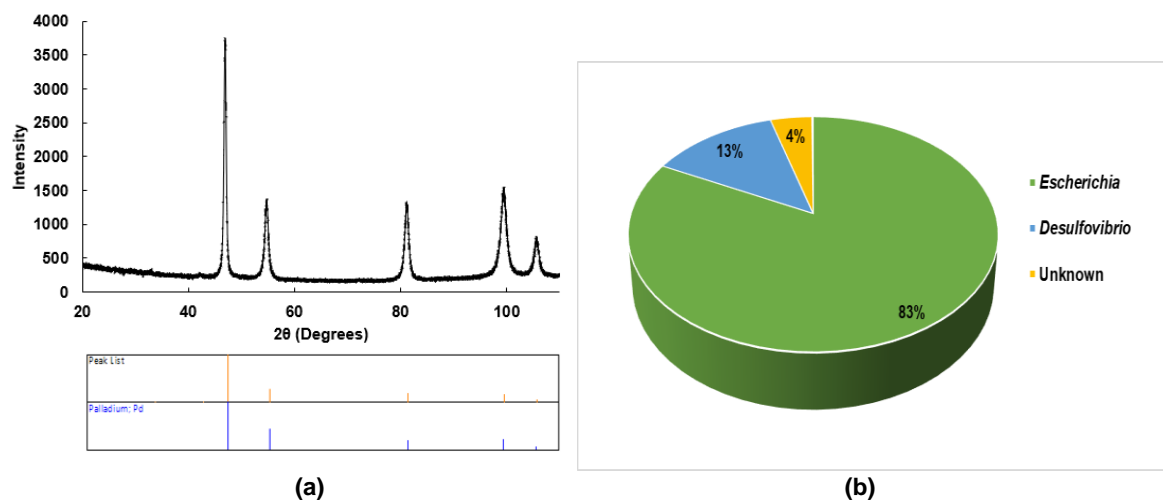 4000
3500
3000
2500
2000
1500
1000
500
0
Intensity
20 40 60 80 100
2θ (Degrees)
Peak List
Palladium; Pd
(a)
4%
13%
83%
Escherichia
Desulfovibrio
Unknown
(b)